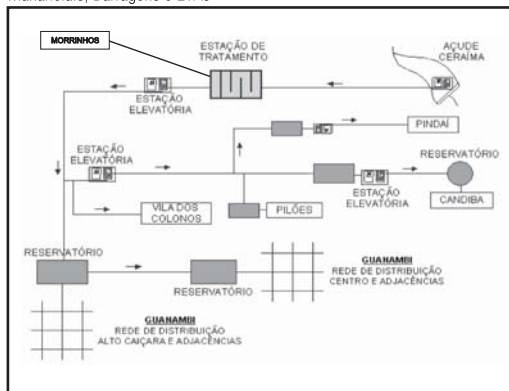 MORRINHOS
ESTAÇÃO DE
TRATAMENTO
AÇUDE
CERAÍMA
ESTAÇÃO
ELEVATÓRIA
ESTAÇÃO
ELEVATÓRIA
PINDAÍ
RESERVATÓRIO
ESTAÇÃO
ELEVATÓRIA
CANDIBA
VILA DOS
COLONOS
PILÕES
RESERVATÓRIO
RESERVATÓRIO
GUANAMBI
REDE DE DISTRIBUIÇÃO
CENTRO E ADJACÊNCIAS
GUANAMBI
REDE DE DISTRIBUIÇÃO
ALTO CAIÇARA E ADJACÊNCIAS